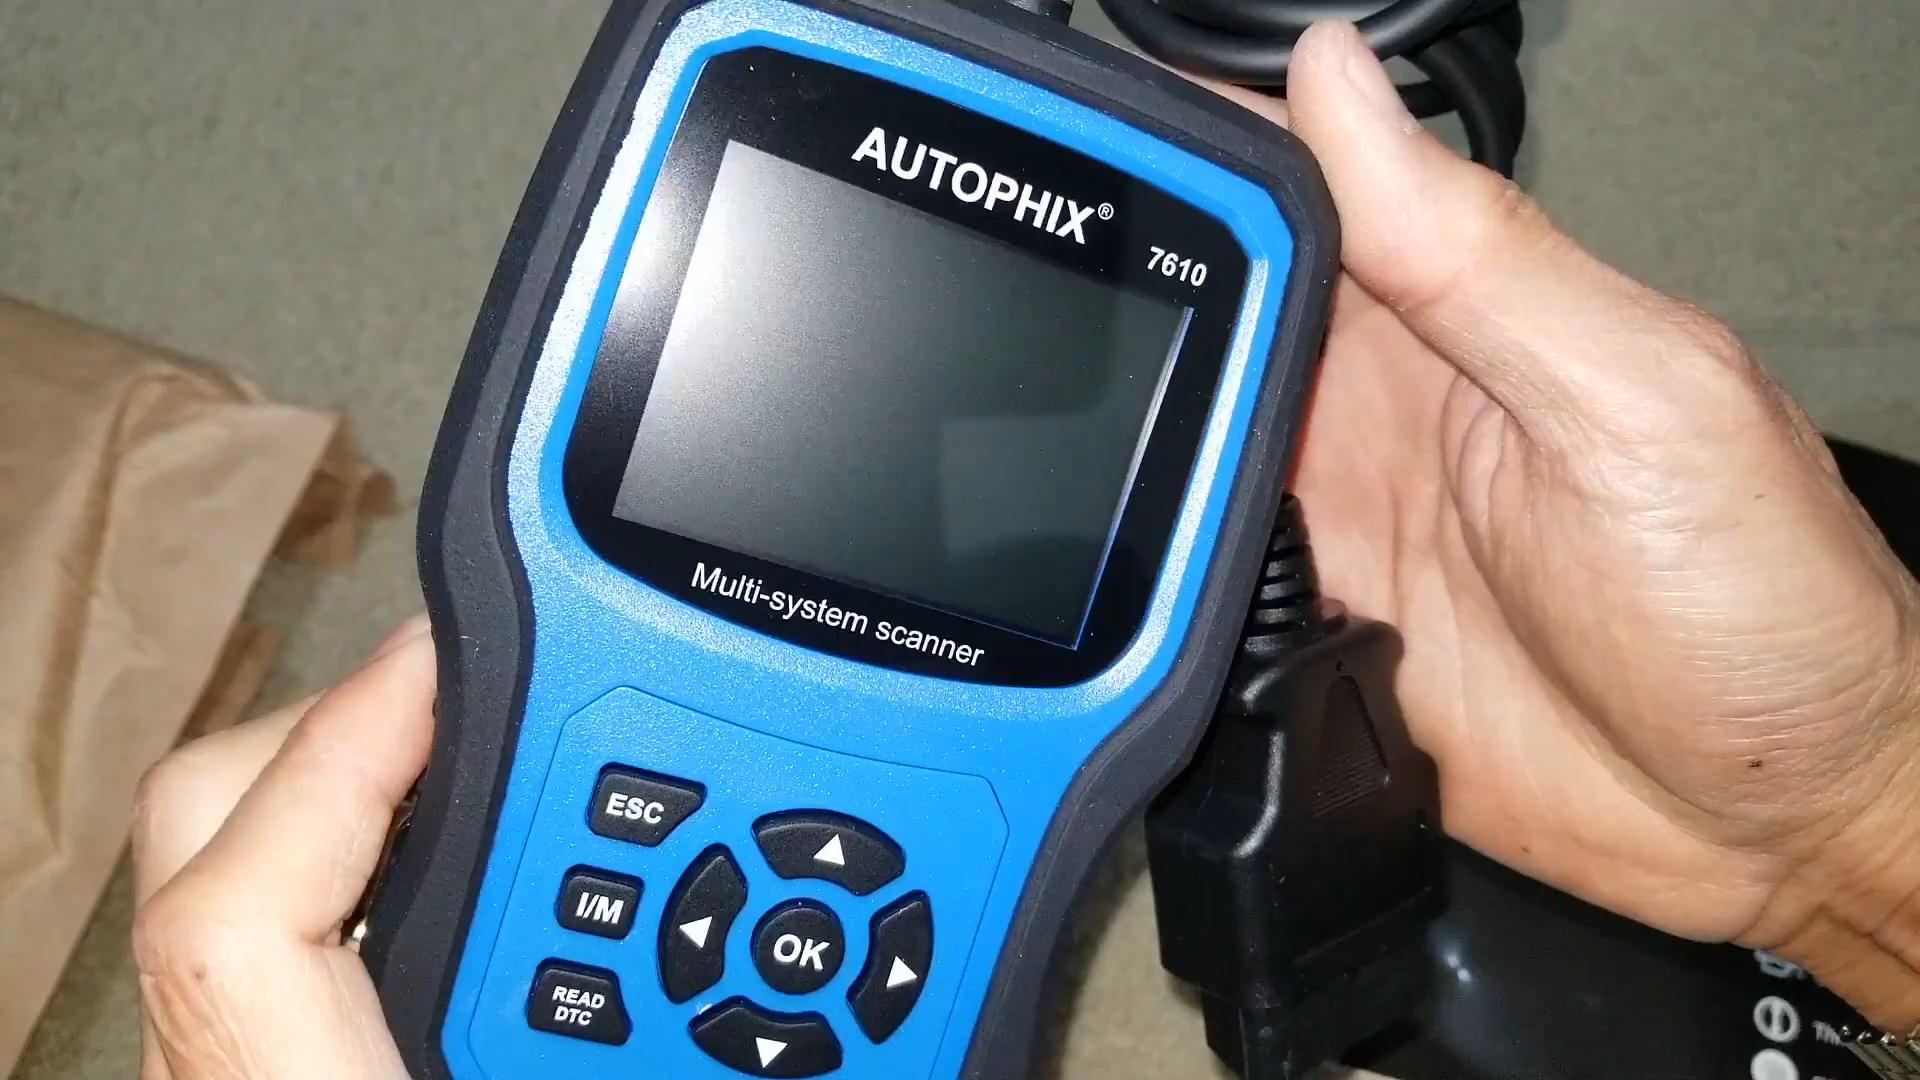 AUTOPHIX®
7610
Multi-system scanner
ESC
I/M
OK
READ
DTC